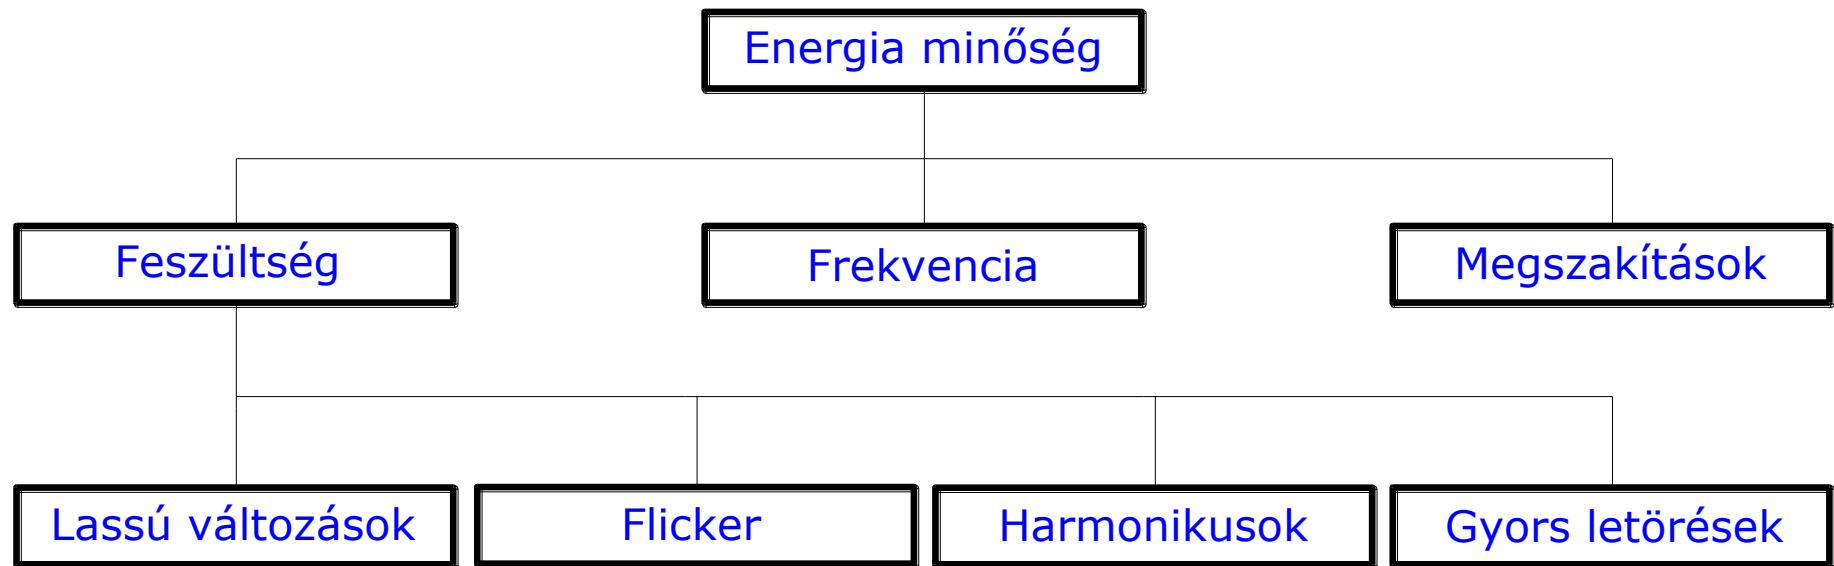 Energia minőség
Feszültség
Frekvencia
Megszakítások
Lassú változások
Flicker
Harmonikusok
Gyors letörések